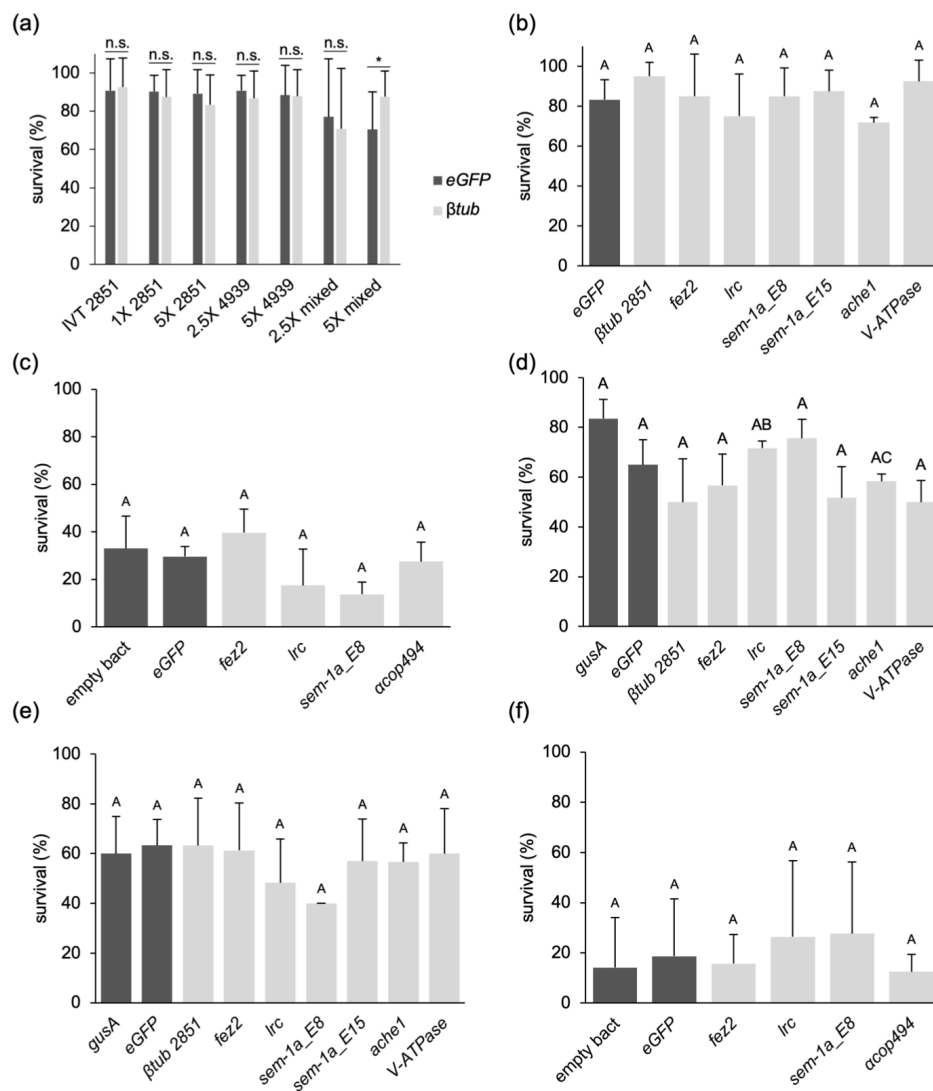 (a)
n.s. n.s. n.s. n.s. n.s. n.s. *
100
80
60
40
20
0
survival (%)
IVT 2851
1X 2851
5X 2851
2.5X 4939
5X 4939
2.5X mixed
5X mixed
eGFP
βtub
(b)
A A A A A A A A
100
80
60
40
20
0
survival (%)
eGFP
βtub 2851
fez2
lrc
sem-1a_E8
sem-1a_E15
ache1
V-ATPase
(c)
A A A A A A
100
80
60
40
20
0
survival (%)
empty bact
eGFP
fez2
lrc
sem-1a_E8
αcop494
(d)
A A A A AB A A AC A
100
80
60
40
20
0
survival (%)
gusA
eGFP
βtub 2851
fez2
lrc
sem-1a_E8
sem-1a_E15
ache1
V-ATPase
(e)
A A A A A A A A A
100
80
60
40
20
0
survival (%)
gusA
eGFP
βtub 2851
fez2
lrc
sem-1a_E8
sem-1a_E15
ache1
V-ATPase
(f)
A A A A A A
100
80
60
40
20
0
survival (%)
empty bact
eGFP
fez2
lrc
sem-1a_E8
αcop494